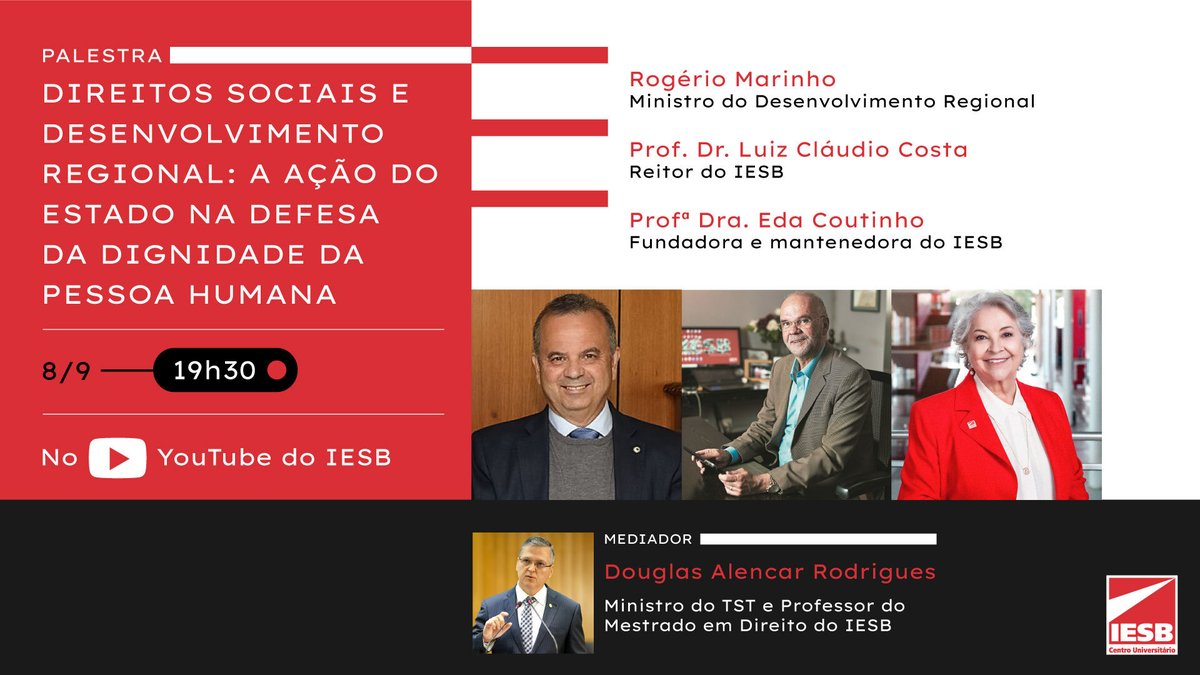 PALESTRA
DIREITOS SOCIAIS E
DESENVOLVIMENTO
REGIONAL: A AÇÃO DO
ESTADO NA DEFESA
DA DIGNIDADE DA
PESSOA HUMANA
8/9 19h30
No YouTube do IESB
Rogério Marinho
Ministro do Desenvolvimento Regional
Prof. Dr. Luiz Cláudio Costa
Reitor do IESB
Profª Dra. Eda Coutinho
Fundadora e mantenedora do IESB
MEDIADOR
Douglas Alencar Rodrigues
Ministro do TST e Professor do
Mestrado em Direito do IESB
IESB
Centro Universitário